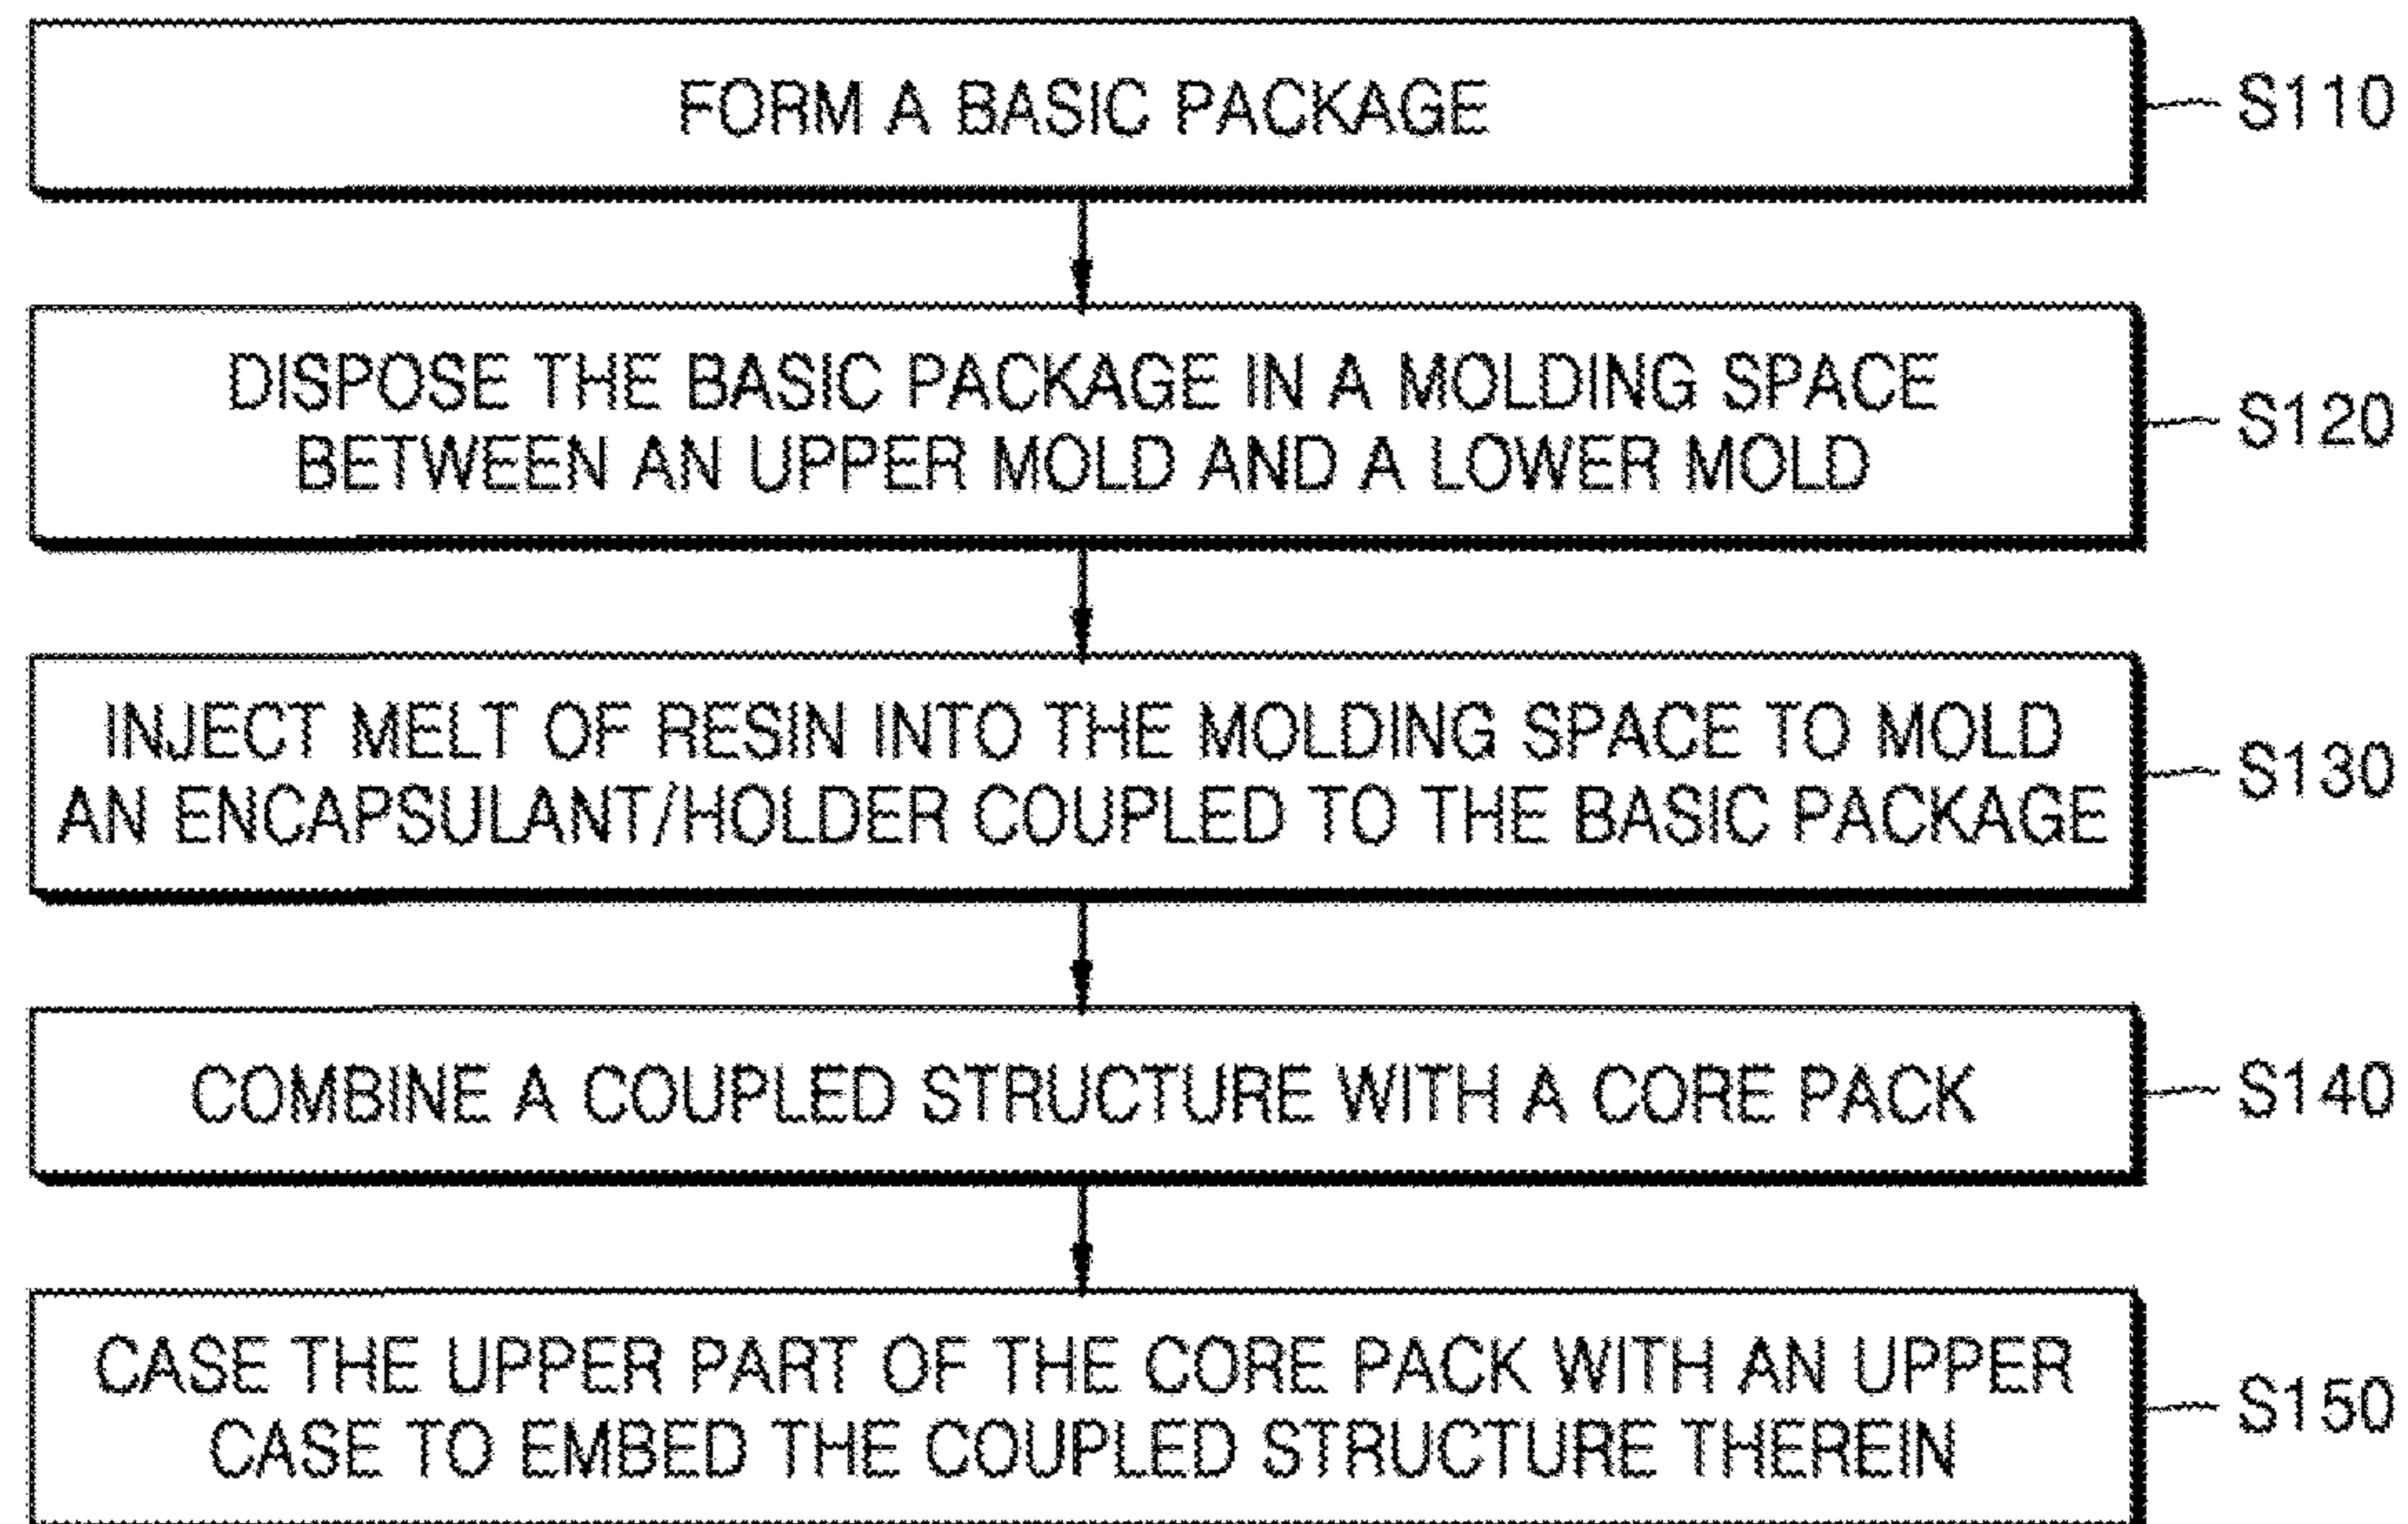 FORM A BASIC PACKAGE
S110
DISPOSE THE BASIC PACKAGE IN A MOLDING SPACE
BETWEEN AN UPPER MOLD AND A LOWER MOLD
S120
INJECT MELT OF RESIN INTO THE MOLDING SPACE TO MOLD
AN ENCAPSULANT/HOLDER COUPLED TO THE BASIC PACKAGE
S130
COMBINE A COUPLED STRUCTURE WITH A CORE PACK
S140
CASE THE UPPER PART OF THE CORE PACK WITH AN UPPER
CASE TO EMBED THE COUPLED STRUCTURE THEREIN
S150